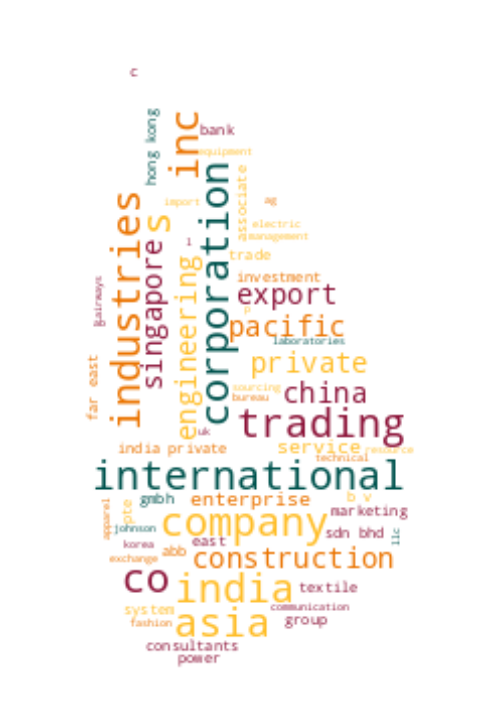 c
hong kong
inc
bank
equipment
corporation
associate
import
industries
s
ag
electric
management
singapore
l
trade
engineering
investment
export
airways
p
pacific
laboratories
far east
private
sourcing
bureau
china
trading
uk
india private
service
resource
technical
international
gmbh
enterprise
b v
apparel
pte
marketing
company
johnson
sdn bhd
llc
korea
east
abb
exchange
construction
co
india
textile
system
communication
fashion
asia
group
consultants
power